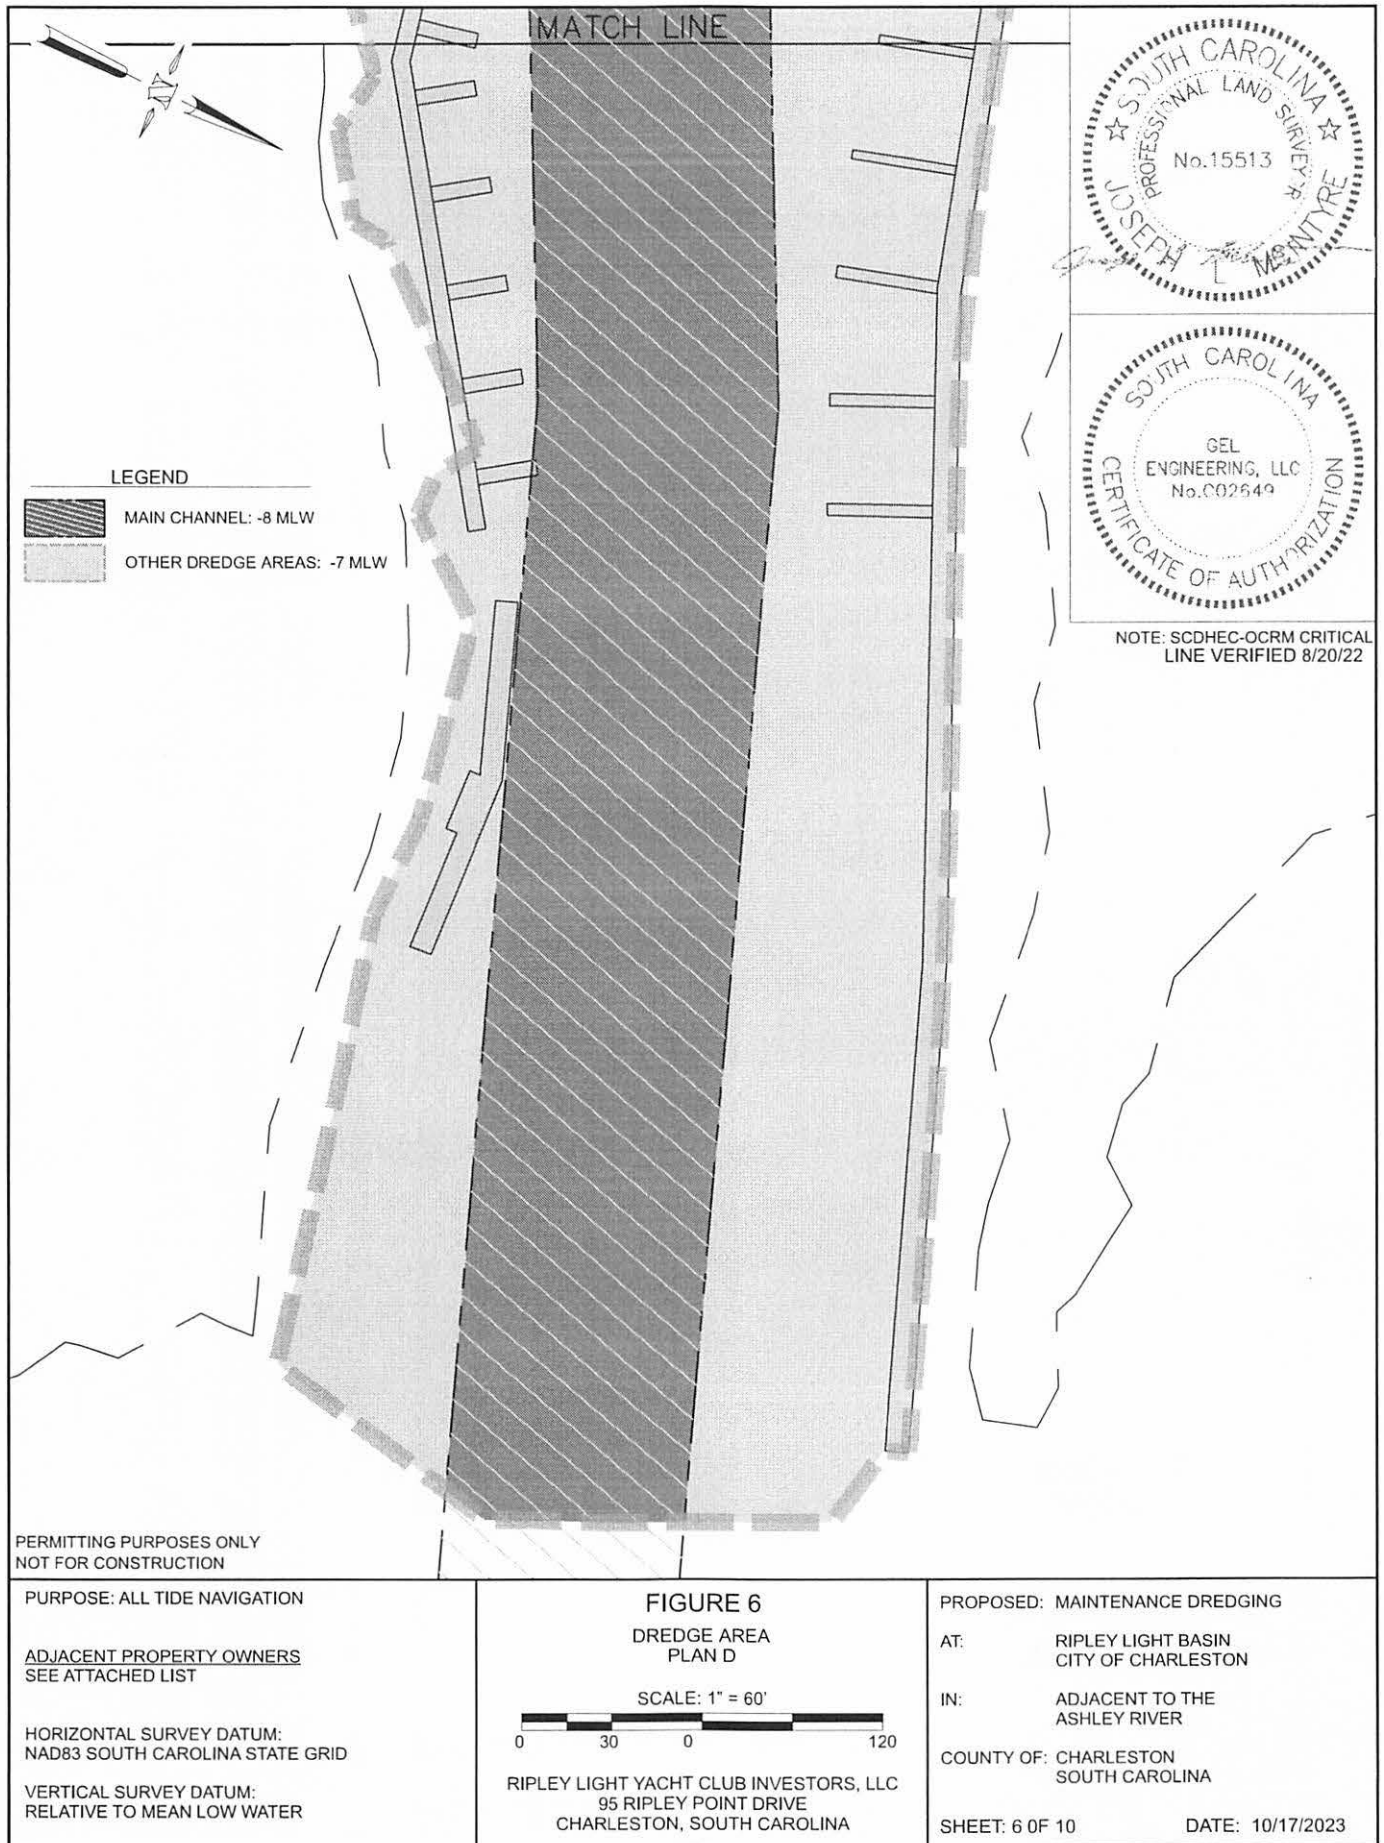 MATCH LINE
N
SOUTH CAROLINA
PROFESSIONAL LAND SURVEY R
No.15513
JOSEPH L McINTYRE
SOUTH CAROLINA
GEL
ENGINEERING, LLC
No.C02649
CERTIFICATE OF AUTH RIZATION
NOTE: SCDHEC-OCRM CRITICAL
LINE VERIFIED 8/20/22
LEGEND
MAIN CHANNEL: -8 MLW
OTHER DREDGE AREAS: -7 MLW
PERMITTING PURPOSES ONLY
NOT FOR CONSTRUCTION
PURPOSE: ALL TIDE NAVIGATION
ADJACENT PROPERTY OWNERS
SEE ATTACHED LIST
HORIZONTAL SURVEY DATUM:
NAD83 SOUTH CAROLINA STATE GRID
VERTICAL SURVEY DATUM:
RELATIVE TO MEAN LOW WATER
FIGURE 6
DREDGE AREA
PLAN D
SCALE: 1" = 60'
0 30 0 120
RIPLEY LIGHT YACHT CLUB INVESTORS, LLC
95 RIPLEY POINT DRIVE
CHARLESTON, SOUTH CAROLINA
PROPOSED: MAINTENANCE DREDGING
AT: RIPLEY LIGHT BASIN
CITY OF CHARLESTON
IN: ADJACENT TO THE
ASHLEY RIVER
COUNTY OF: CHARLESTON
SOUTH CAROLINA
SHEET: 6 0F 10 DATE: 10/17/2023